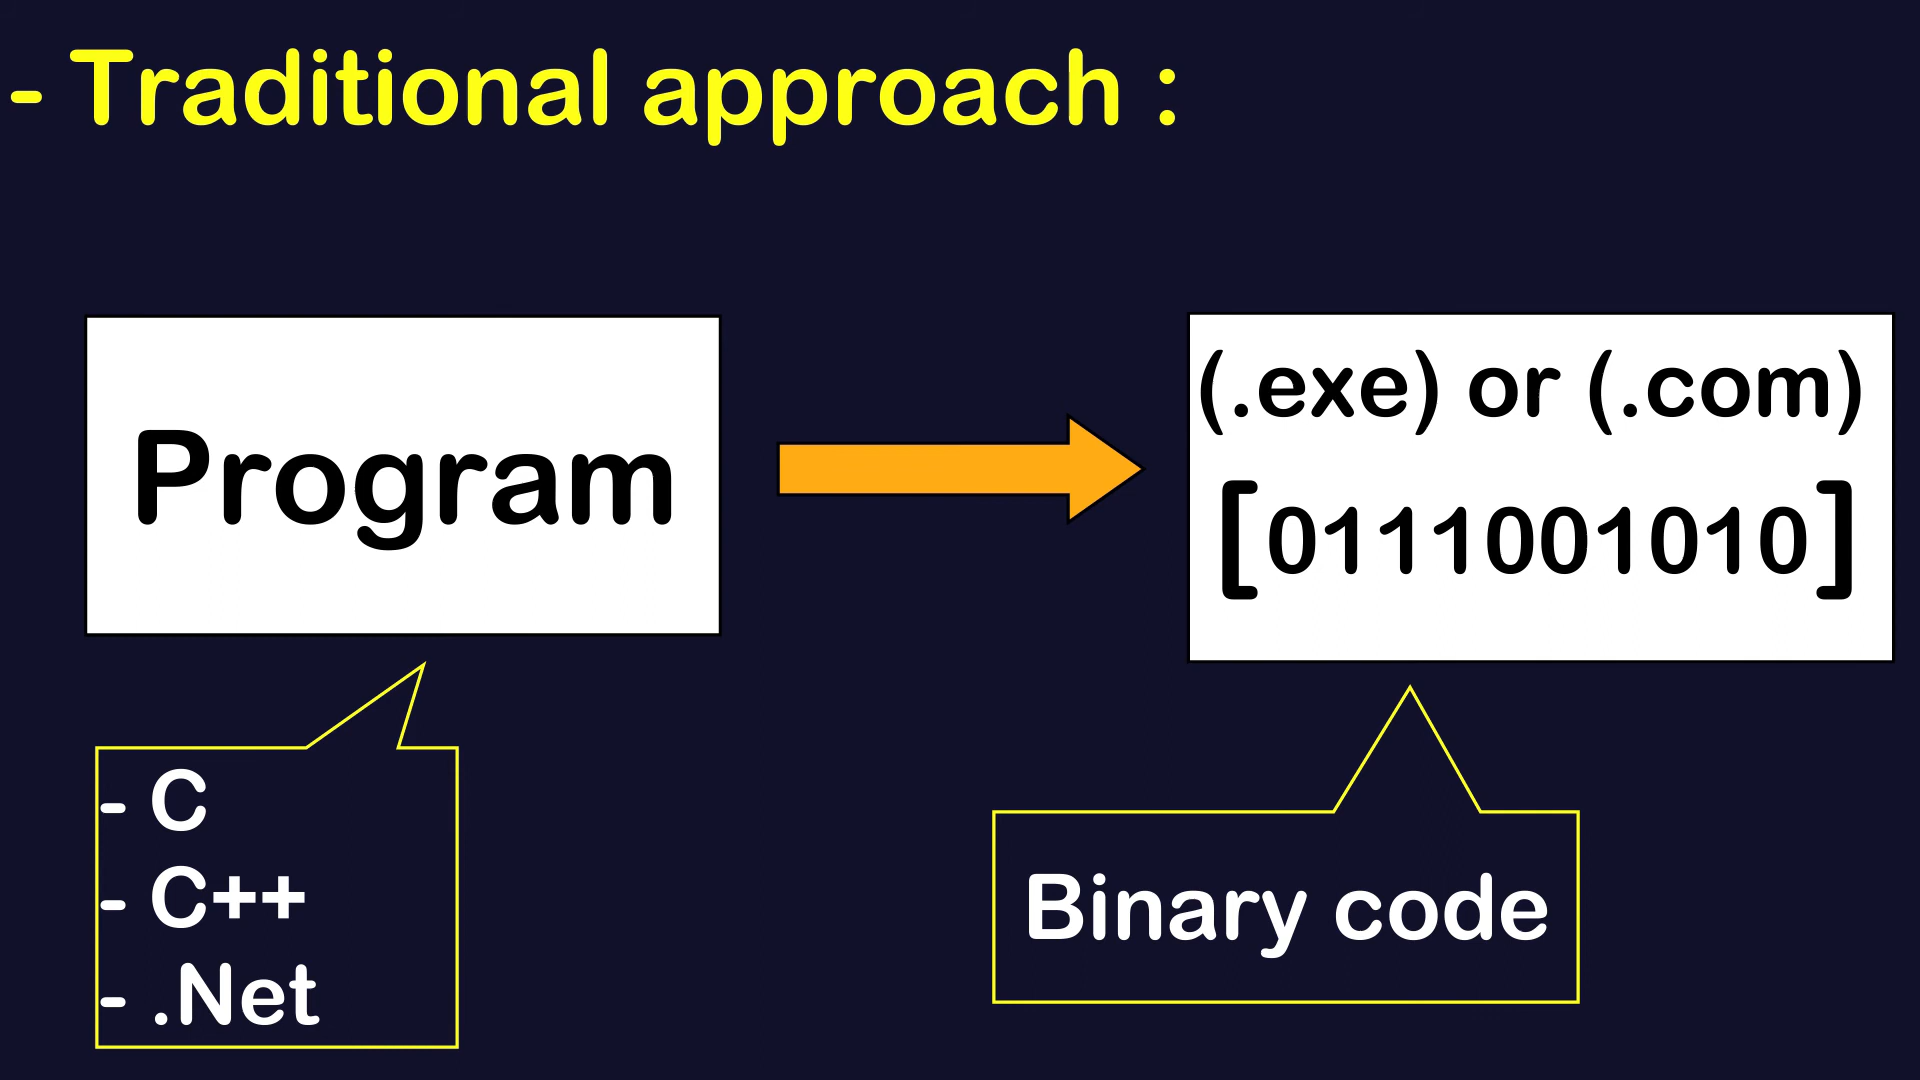 - Traditional approach :
Program
(.exe) or (.com)
[0111001010]
- C
- C++
- .Net
Binary code